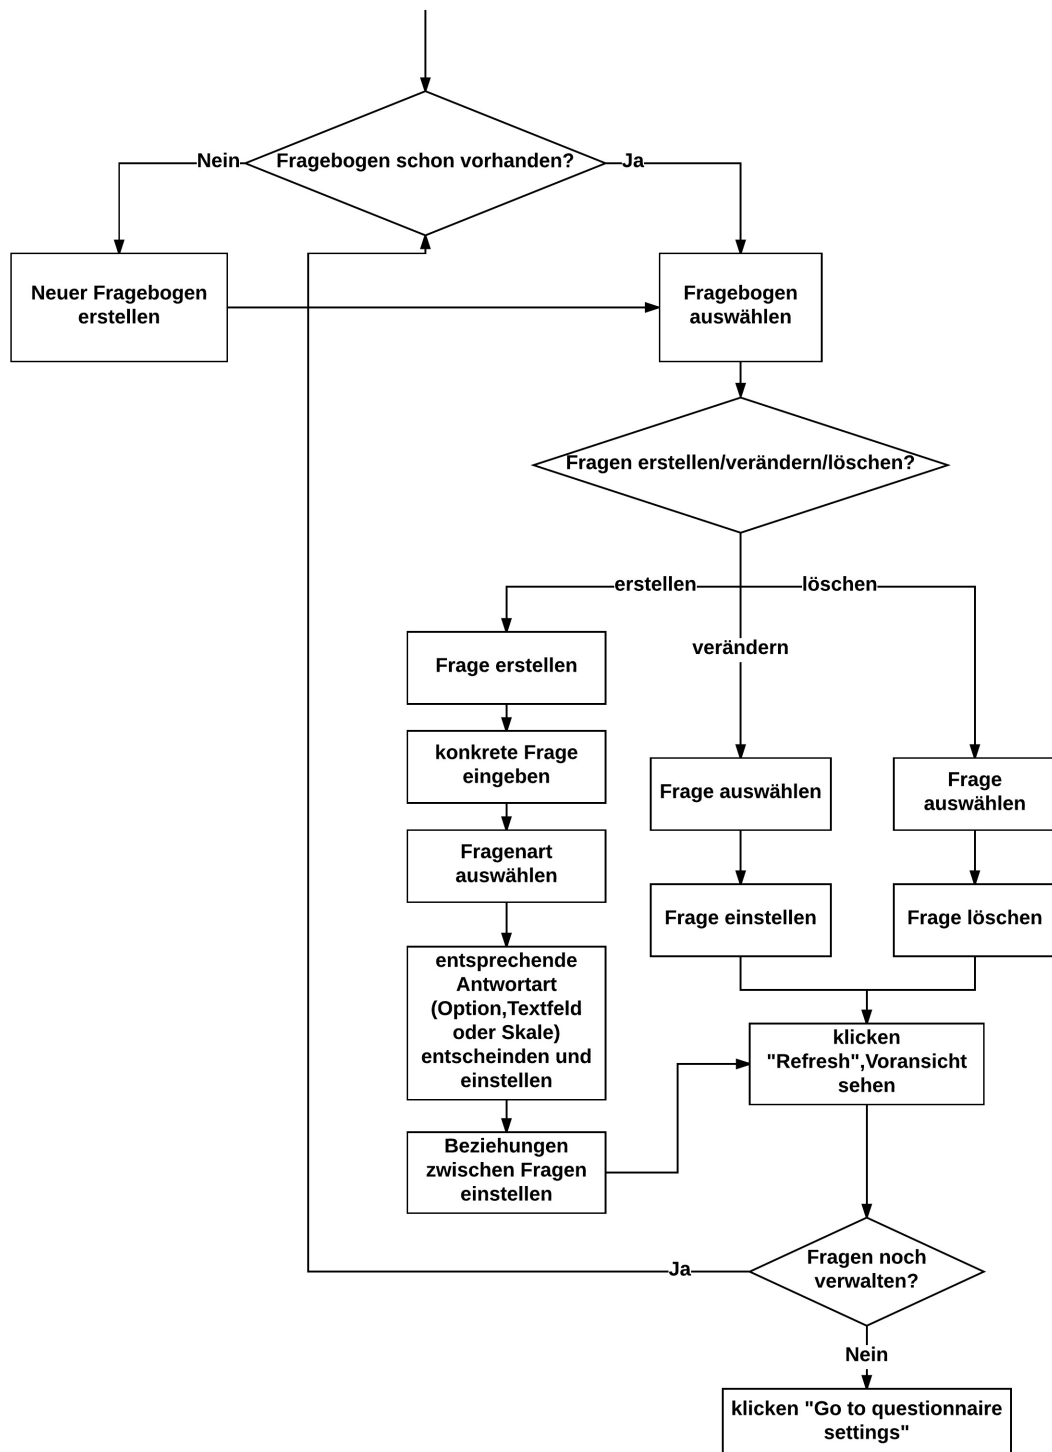 Nein
Fragebogen schon vorhanden?
Ja
Neuer Fragebogen
erstellen
Fragebogen
auswählen
Fragen erstellen/verändern/löschen?
erstellen
löschen
verändern
Frage erstellen
konkrete Frage
eingeben
Fragenart
auswählen
entsprechende
Antwortart
(Option,Textfeld
oder Skale)
entscheinden und
einstellen
Beziehungen
zwischen Fragen
einstellen
Frage auswählen
Frage einstellen
Frage
auswählen
Frage löschen
klicken
"Refresh",Voransicht
sehen
Fragen noch
verwalten?
Ja
Nein
klicken "Go to questionnaire
settings"